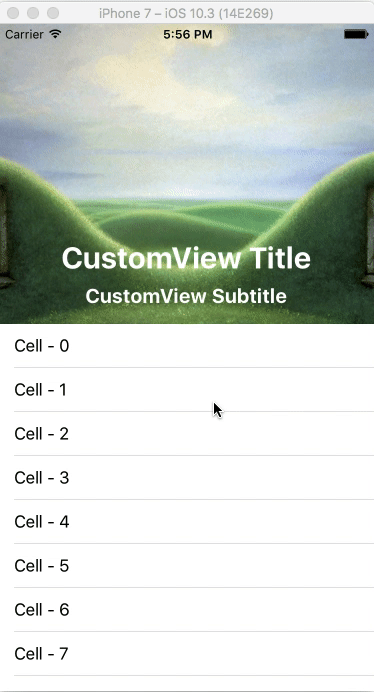 iPhone 7 – iOS 10.3 (14E269)
Carrier 5:56 PM
CustomView Title
CustomView Subtitle
Cell - 0
Cell - 1
Cell - 2
Cell - 3
Cell - 4
Cell - 5
Cell - 6
Cell - 7